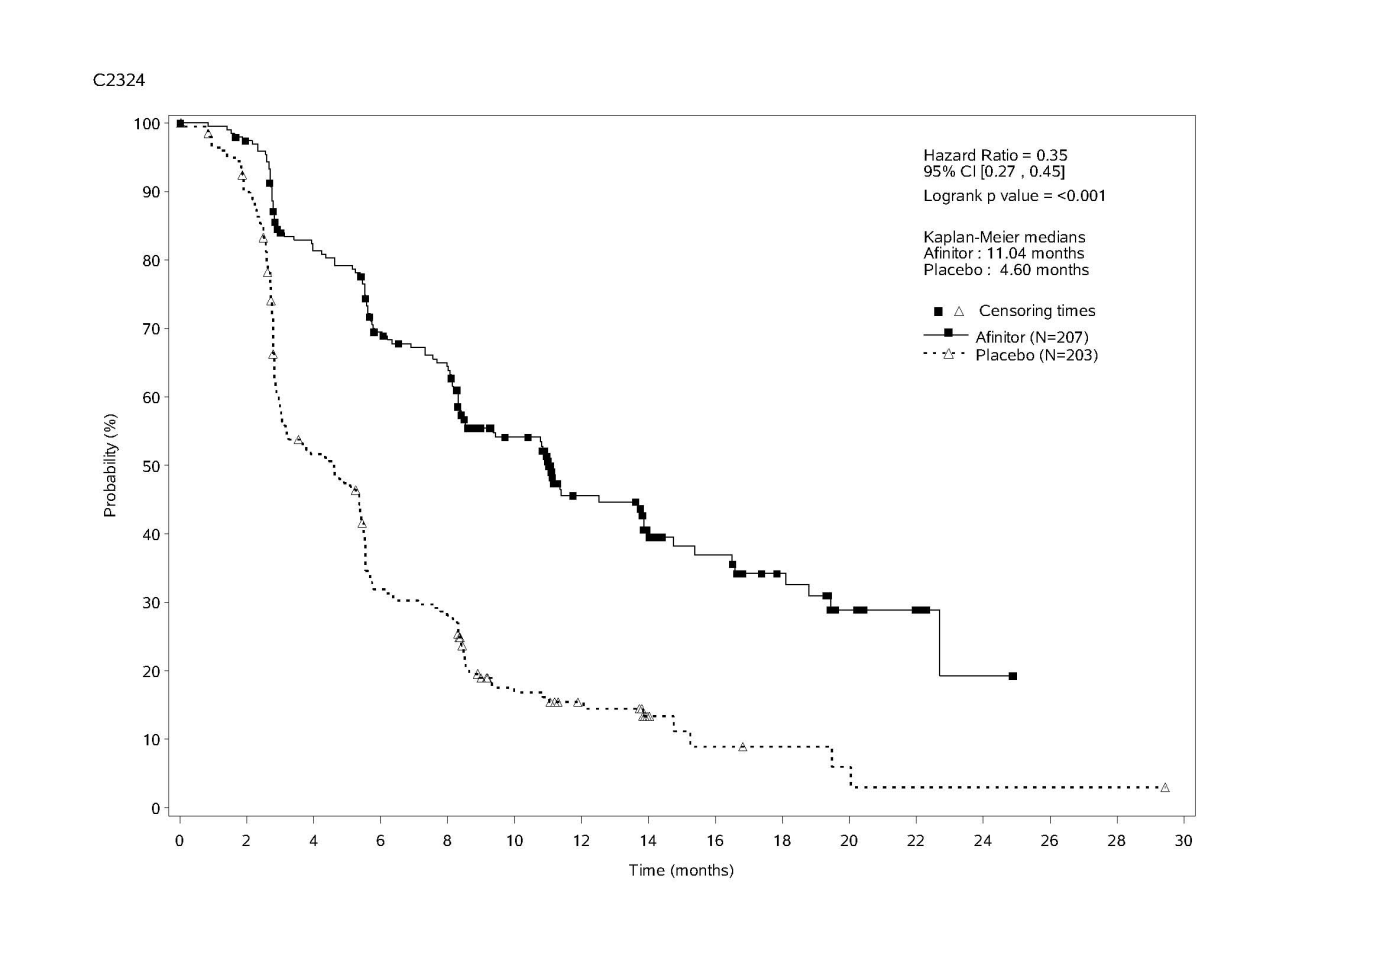 C2324
100
90
80
70
60
50
40
30
20
10
0
Probability (%)
Hazard Ratio = 0.35
95% CI [0.27 , 0.45]
Logrank p value = <0.001
Kaplan-Meier medians
Afinitor : 11.04 months
Placebo : 4.60 months
Censoring times
Afinitor (N=207)
Placebo (N=203)
0 2 4 6 8 10 12 14 16 18 20 22 24 26 28 30
Time (months)